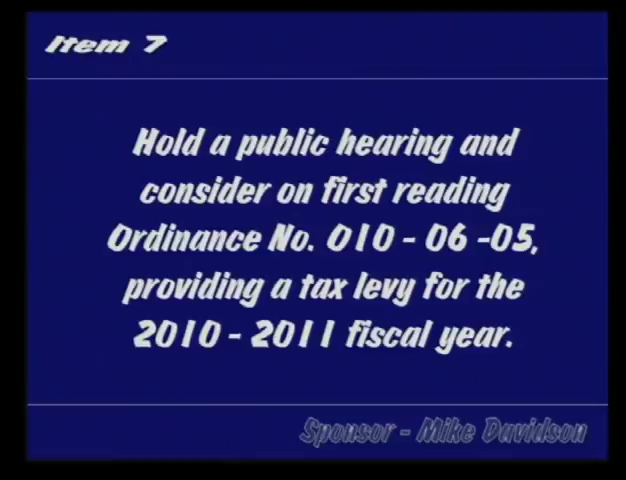 Item 7
Hold a public hearing and
consider on first reading
Ordinance No. 010 - 06 -05,
providing a tax levy for the
2010 - 2011 fiscal year.
Sponsor - Mike Davidson